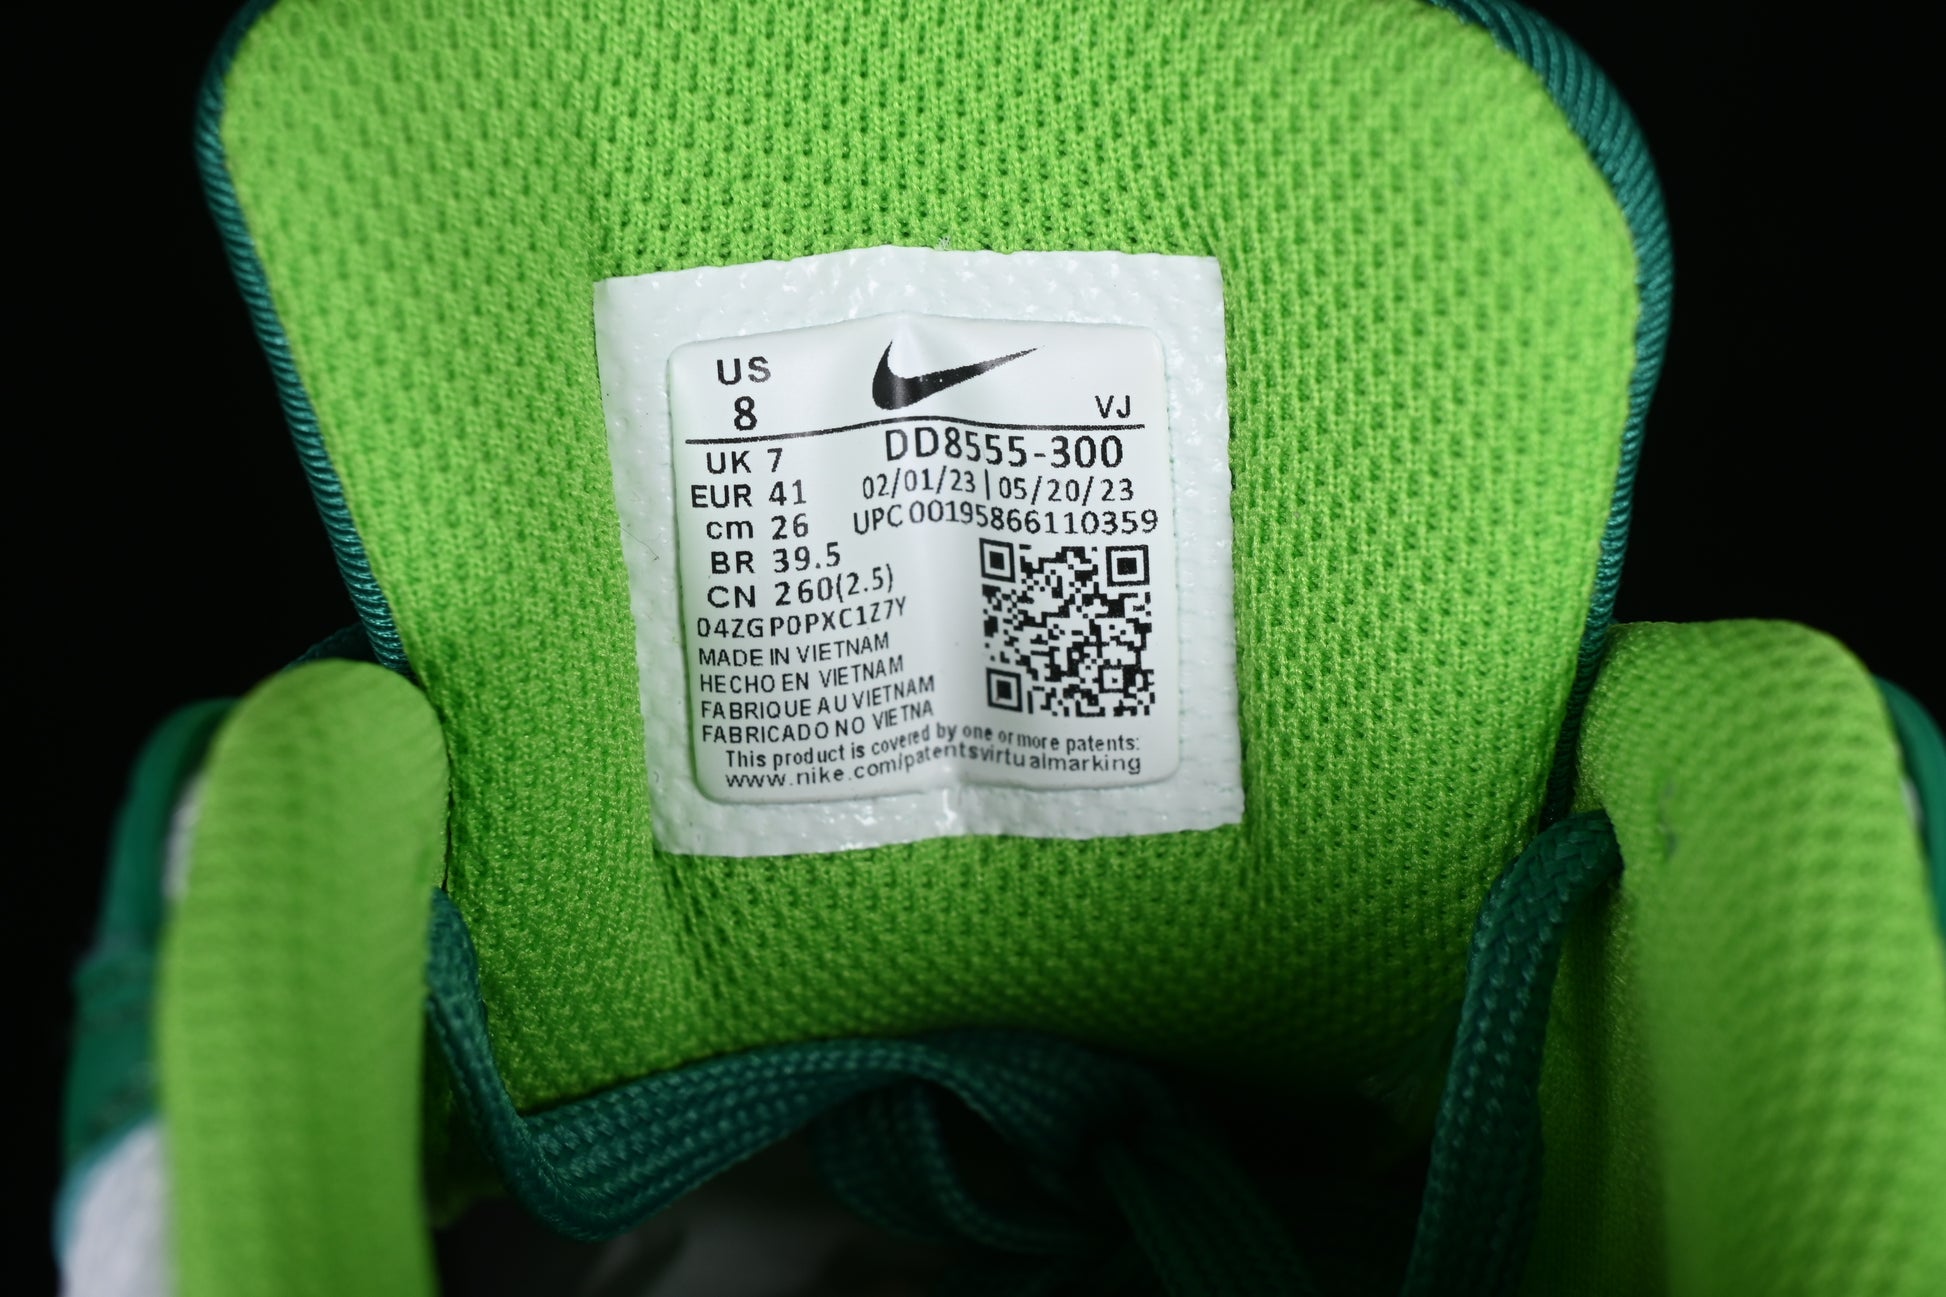 US
8
VJ
UK 7
EUR 41
cm 26
BR 39.5
CN 260(2.5)
DD8555-300
02/01/23 | 05/20/23
UPC 00195866110359
04ZGP0PXC1Z7Y
MADE IN VIETNAM
HECHO EN VIETNAM
FABRIQUE AU VIETNAM
FABRICADO NO VIETNA
This product is covered by one or more patents:
www.nike.com/patentsvirtualmarking